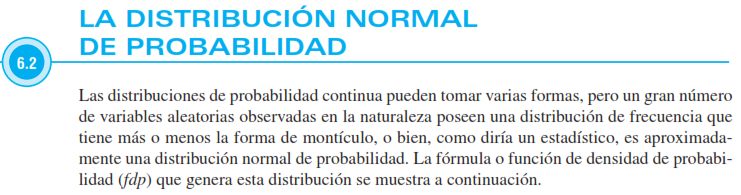 LA DISTRIBUCIÓN NORMAL
DE PROBABILIDAD
6.2
Las distribuciones de probabilidad continua pueden tomar varias formas, pero un gran número
de variables aleatorias observadas en la naturaleza poseen una distribución de frecuencia que
tiene más o menos la forma de montículo, o bien, como diría un estadístico, es aproximada-
mente una distribución normal de probabilidad. La fórmula o función de densidad de probabi-
lidad (fdp) que genera esta distribución se muestra a continuación.